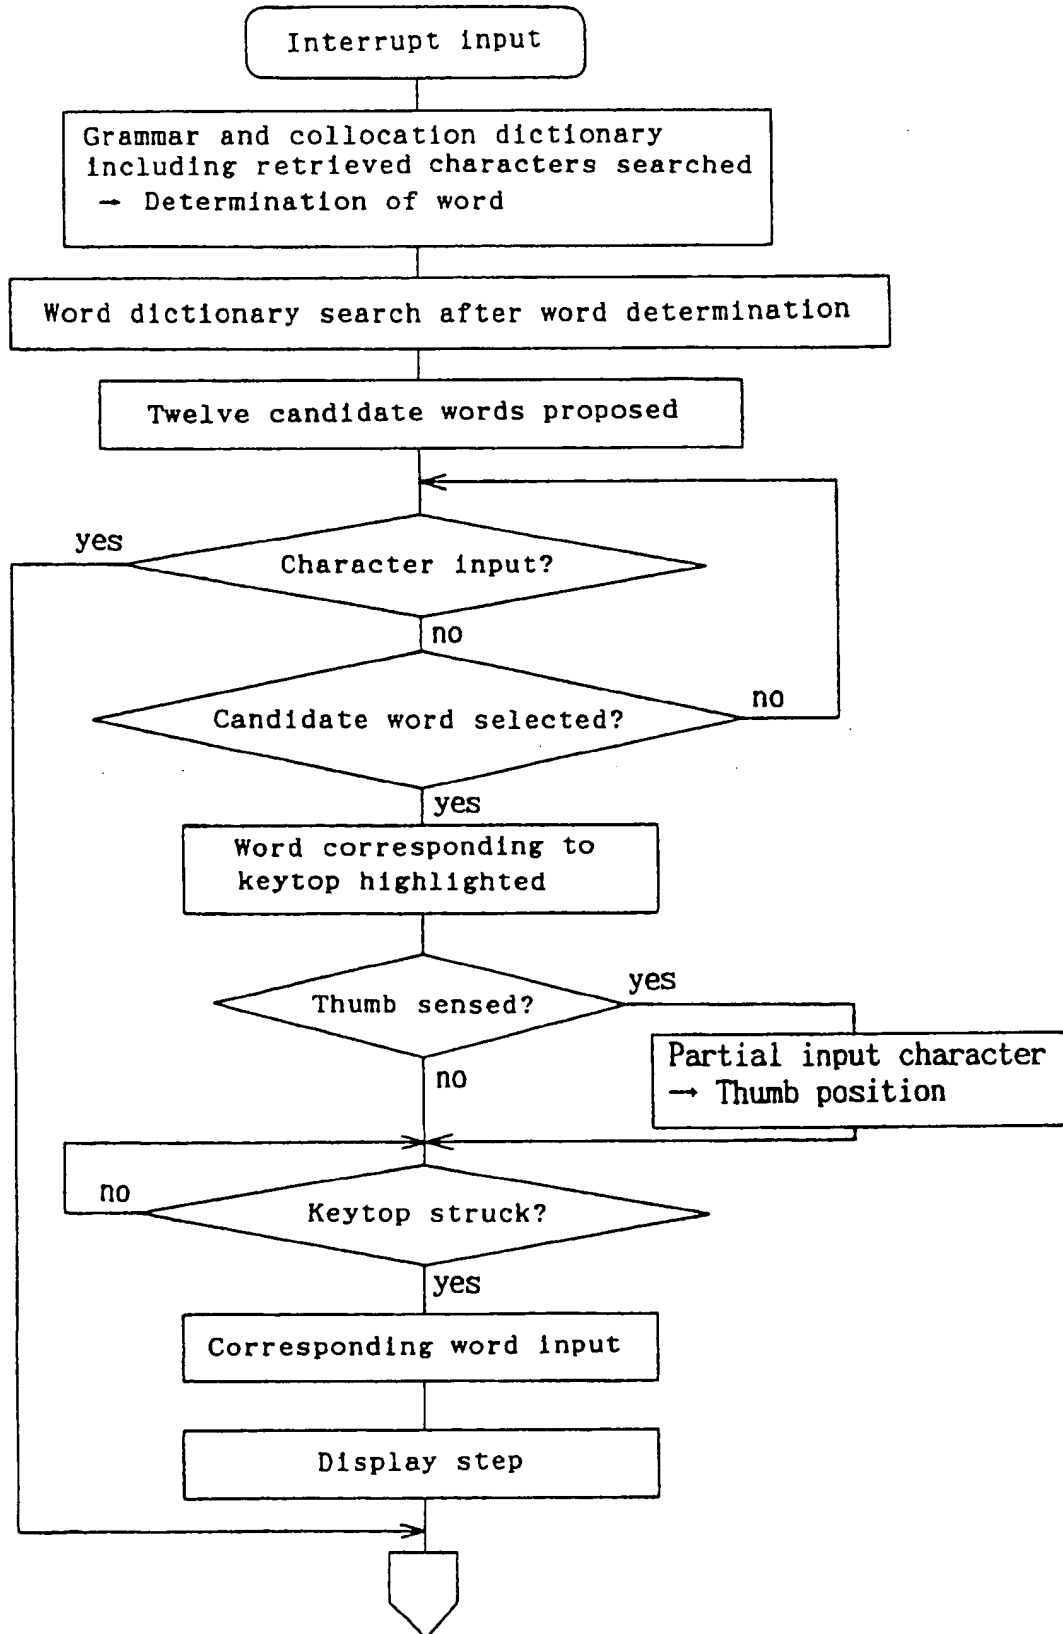 Interrupt input
Grammar and collocation dictionary
including retrieved characters searched
→ Determination of word
Word dictionary search after word determination
Twelve candidate words proposed
yes
Character input?
no
Candidate word selected?
no
yes
Word corresponding to
keytop highlighted
Thumb sensed?
yes
no
Partial input character
→ Thumb position
no
Keytop struck?
yes
Corresponding word input
Display step